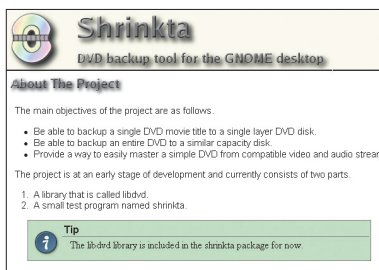 Shrinkta
DVD backup tool for the GNOME desktop
About The Project
The main objectives of the project are as follows.
• Be able to backup a single DVD movie title to a single layer DVD disk.
• Be able to backup an entire DVD to a similar capacity disk.
• Provide a way to easily master a simple DVD from compatible video and audio
The project is at an early stage of development and currently consists of two parts.
1. A library that is called libdvd.
2. A small test program named shrinkta.
Tip
The libdvd library is included in the shrinkta package for now.